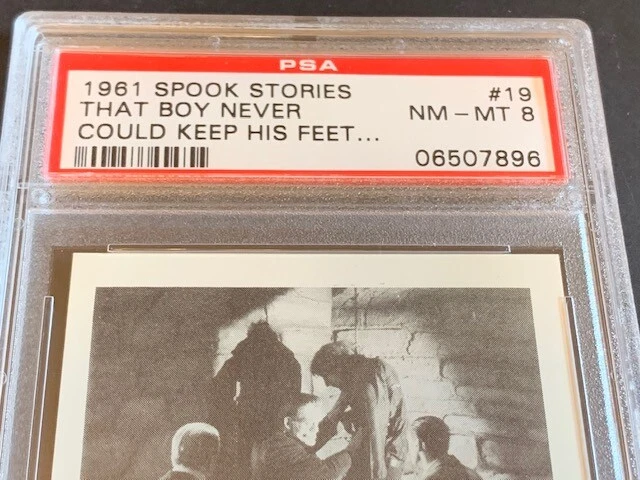 PSA
1961 SPOOK STORIES #19
THAT BOY NEVER NM - MT 8
COULD KEEP HIS FEET...
06507896